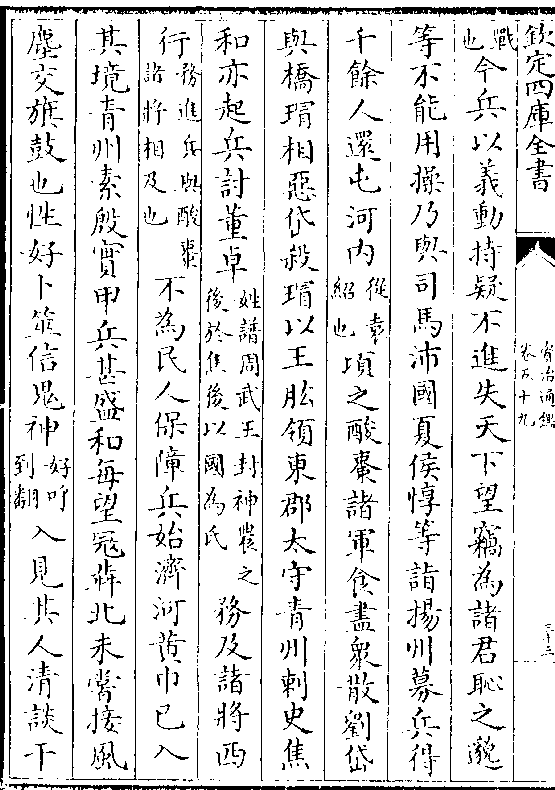 欽定四庫全書
資治通鑑
卷五十九
三十三
戰也今兵以義動持疑不進失天下望竊為諸君恥之邈
等不能用操乃與司馬沛國夏侯惇等詣揚州募兵得
千餘人還屯河内從袁紹也頃之酸棗諸軍食盡衆散劉岱
與橋瑁相惡岱殺瑁以王肱領東郡太守青州刺史焦
和亦起兵討董卓姓譜周武王封神農之後於焦後以國為氏務及諸將西
行務進兵與酸棗諸將相及也不為民人保障兵始濟河黄巾已入
其境青州素殷實甲兵甚盛和每望冦犇北未嘗接風
塵交旗鼓也性好卜筮信鬼神好呼到翻入見其人清談干